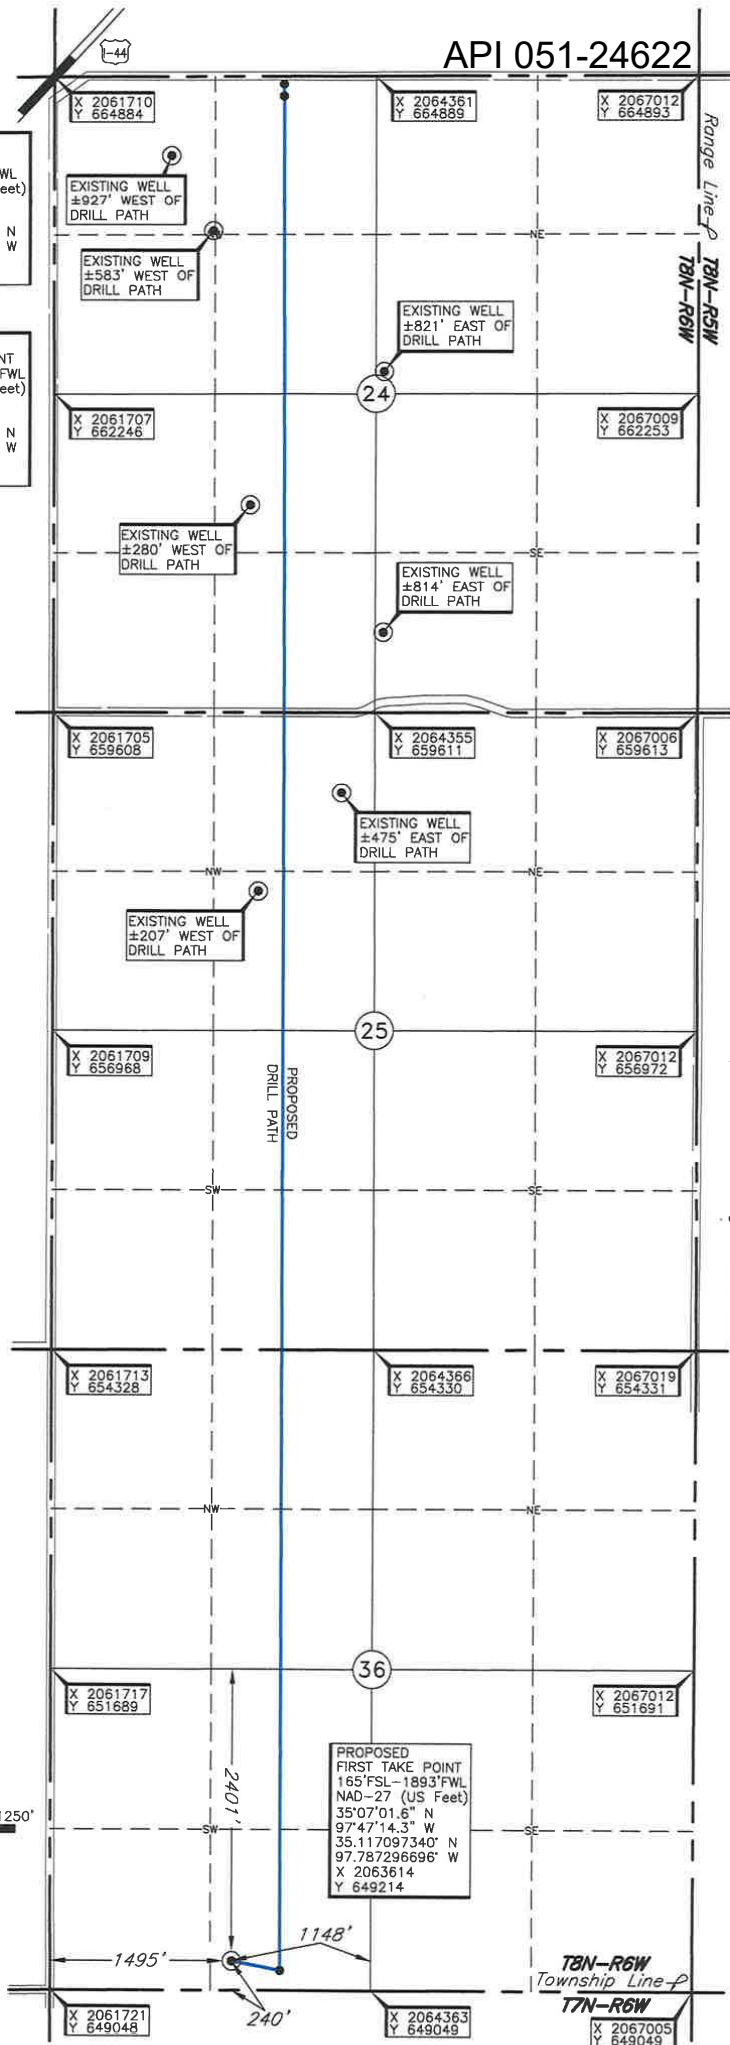 I-44
API 051-24622
X 2061710
Y 664884
X 2064361
Y 664889
X 2067012
Y 664893
Range Line
T8N-R5W
T8N-R6W
WL
eet)
N
W
EXISTING WELL
±927' WEST OF
DRILL PATH
NE
EXISTING WELL
±583' WEST OF
DRILL PATH
EXISTING WELL
±821' EAST OF
DRILL PATH
NT
FWL
eet)
N
W
24
X 2061707
Y 662246
X 2067009
Y 662253
EXISTING WELL
±280' WEST OF
DRILL PATH
SE
EXISTING WELL
±814' EAST OF
DRILL PATH
X 2061705
Y 659608
X 2064355
Y 659611
X 2067006
Y 659613
EXISTING WELL
±475' EAST OF
DRILL PATH
NW
NE
EXISTING WELL
±207' WEST OF
DRILL PATH
25
X 2061709
Y 656968
X 2067012
Y 656972
PROPOSED
DRILL PATH
SW
SE
X 2061713
Y 654328
X 2064366
Y 654330
X 2067019
Y 654331
NW
NE
36
X 2061717
Y 651689
X 2067012
Y 651691
2401'
PROPOSED
FIRST TAKE POINT
165'FSL-1893'FWL
NAD-27 (US Feet)
35°07'01.6" N
97°47'14.3" W
35.117097340° N
97.787296696° W
X 2063614
Y 649214
1250'
SW
SE
1495'
1148'
240'
T8N-R6W
Township Line
T7N-R6W
X 2061721
Y 649048
X 2064363
Y 649049
X 2067005
Y 649049